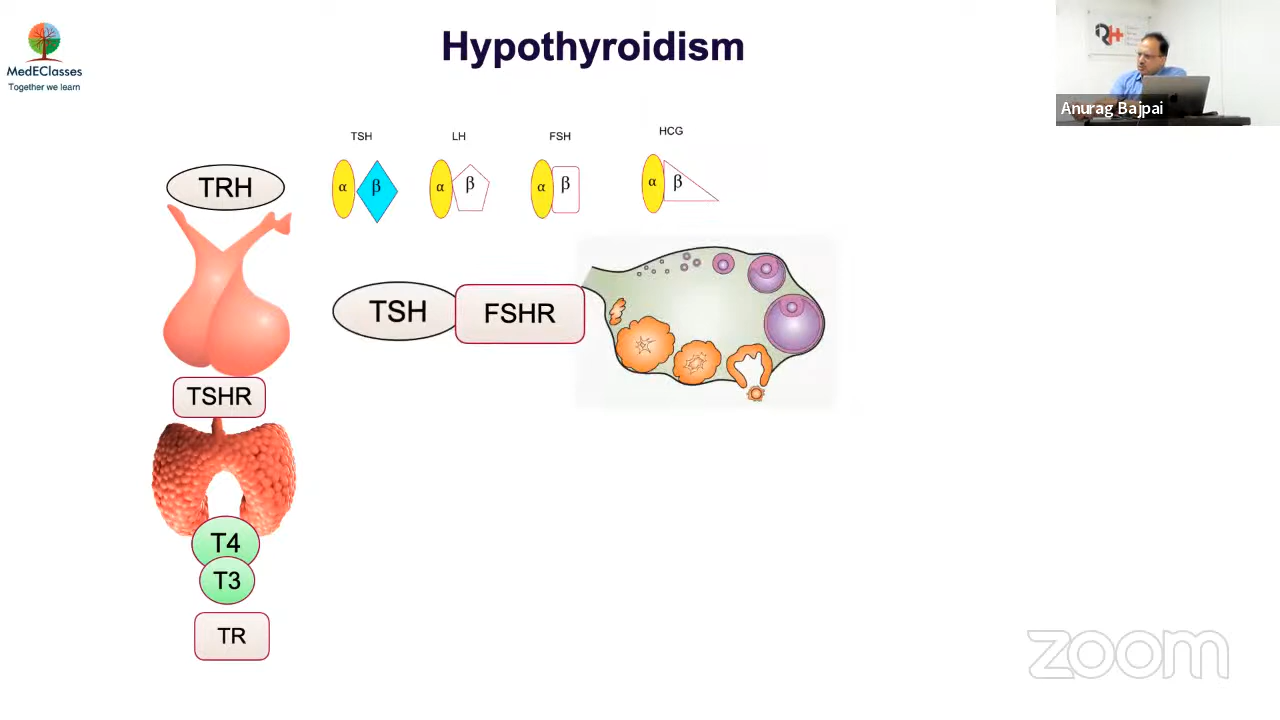 Hypothyroidism
MedEClasses
Together we learn
Anurag Bajpai
TSH
LH
FSH
HCG
TRH
α
β
α
β
α
β
α
β
TSH
FSHR
TSHR
T4
T3
TR
zoom